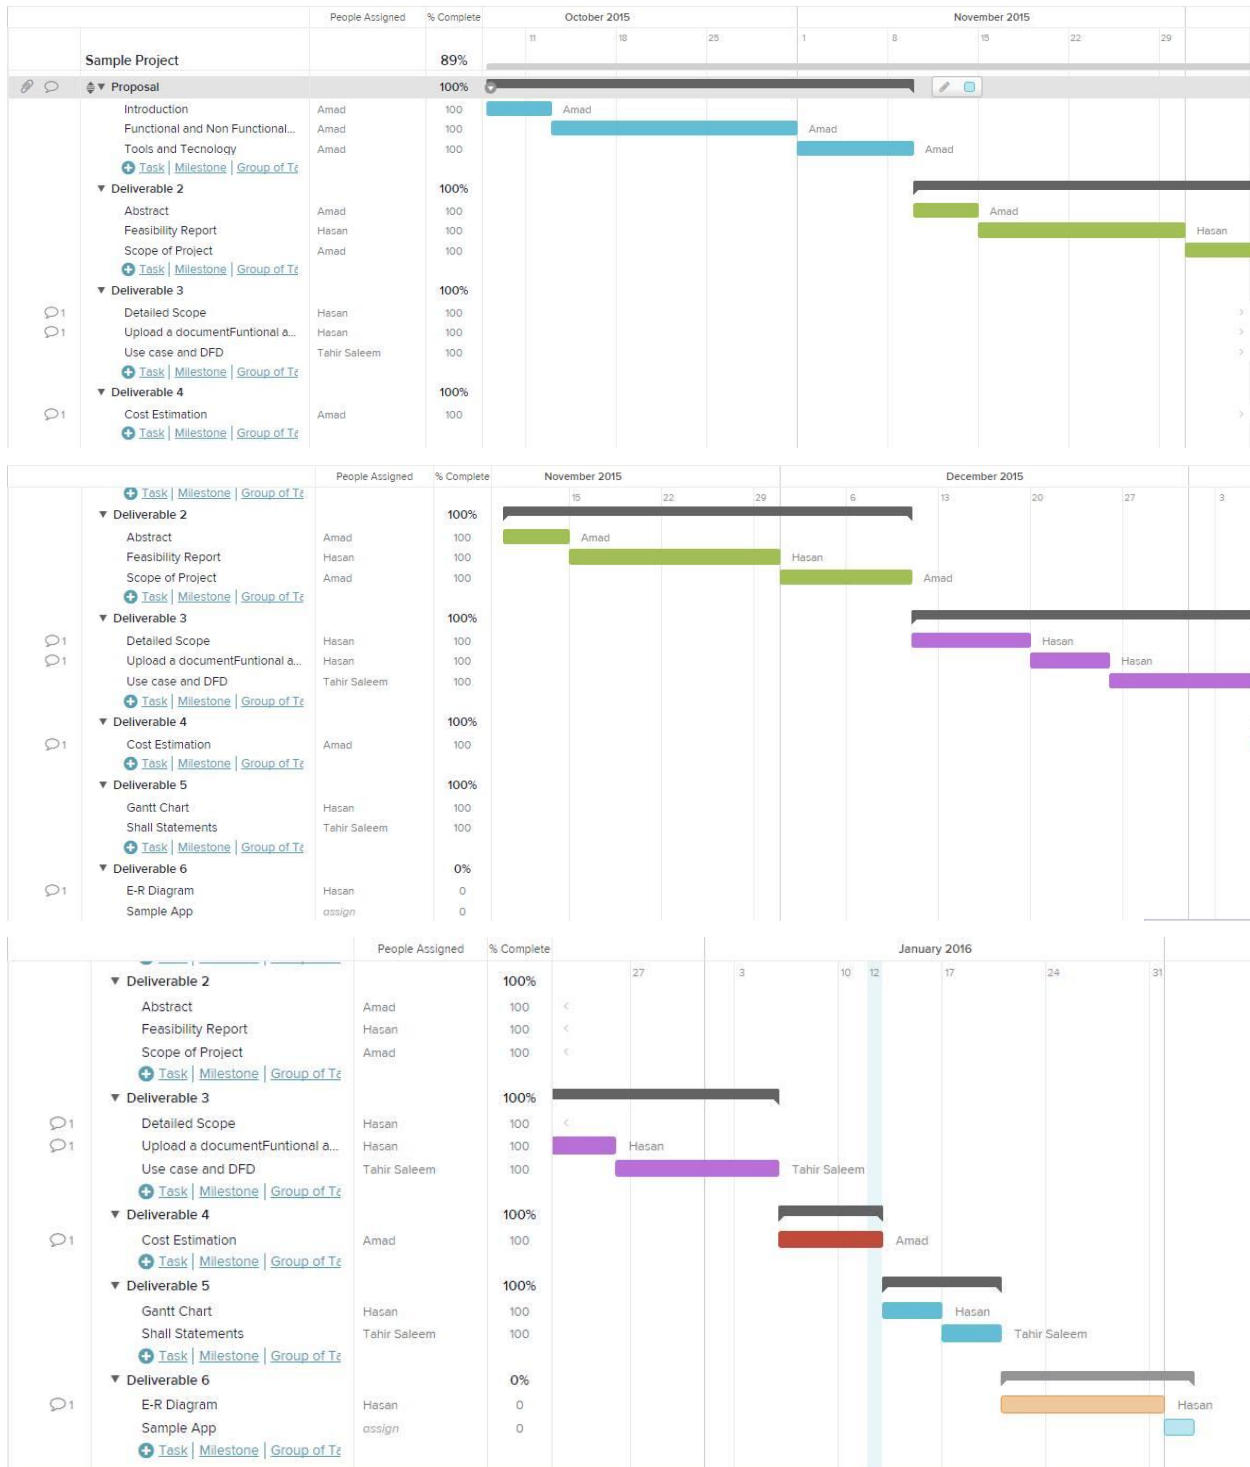 People Assigned % Complete October 2015 November 2015
11 18 25 1 8 15 22 29
Sample Project 89%
Proposal 100%
Introduction Amad 100 Amad
Functional and Non Functional... Amad 100 Amad
Tools and Tecnology Amad 100 Amad
Task | Milestone | Group of Ta
Deliverable 2 100%
Abstract Amad 100 Amad
Feasibility Report Hasan 100 Hasan
Scope of Project Amad 100
Task | Milestone | Group of Ta
Deliverable 3 100%
1 Detailed Scope Hasan 100
1 Upload a documentFuntional a... Hasan 100
Use case and DFD Tahir Saleem 100
Task | Milestone | Group of Ta
Deliverable 4 100%
1 Cost Estimation Amad 100
Task | Milestone | Group of Ta
People Assigned % Complete November 2015 December 2015
Task | Milestone | Group of Ta 15 22 29 6 13 20 27 3
Deliverable 2 100%
Abstract Amad 100 Amad
Feasibility Report Hasan 100 Hasan
Scope of Project Amad 100 Amad
Task | Milestone | Group of Ta
Deliverable 3 100%
1 Detailed Scope Hasan 100 Hasan
1 Upload a documentFuntional a... Hasan 100 Hasan
Use case and DFD Tahir Saleem 100
Task | Milestone | Group of Ta
Deliverable 4 100%
1 Cost Estimation Amad 100
Task | Milestone | Group of Ta
Deliverable 5 100%
Gantt Chart Hasan 100
Shall Statements Tahir Saleem 100
Task | Milestone | Group of Ta
Deliverable 6 0%
1 E-R Diagram Hasan 0
Sample App assign 0
People Assigned % Complete January 2016
27 3 10 12 17 24 31
Deliverable 2 100%
Abstract Amad 100
Feasibility Report Hasan 100
Scope of Project Amad 100
Task | Milestone | Group of Ta
Deliverable 3 100%
1 Detailed Scope Hasan 100
1 Upload a documentFuntional a... Hasan 100 Hasan
Use case and DFD Tahir Saleem 100 Tahir Saleem
Task | Milestone | Group of Ta
Deliverable 4 100%
1 Cost Estimation Amad 100 Amad
Task | Milestone | Group of Ta
Deliverable 5 100%
Gantt Chart Hasan 100 Hasan
Shall Statements Tahir Saleem 100 Tahir Saleem
Task | Milestone | Group of Ta
Deliverable 6 0%
1 E-R Diagram Hasan 0 Hasan
Sample App assign 0
Task | Milestone | Group of Ta